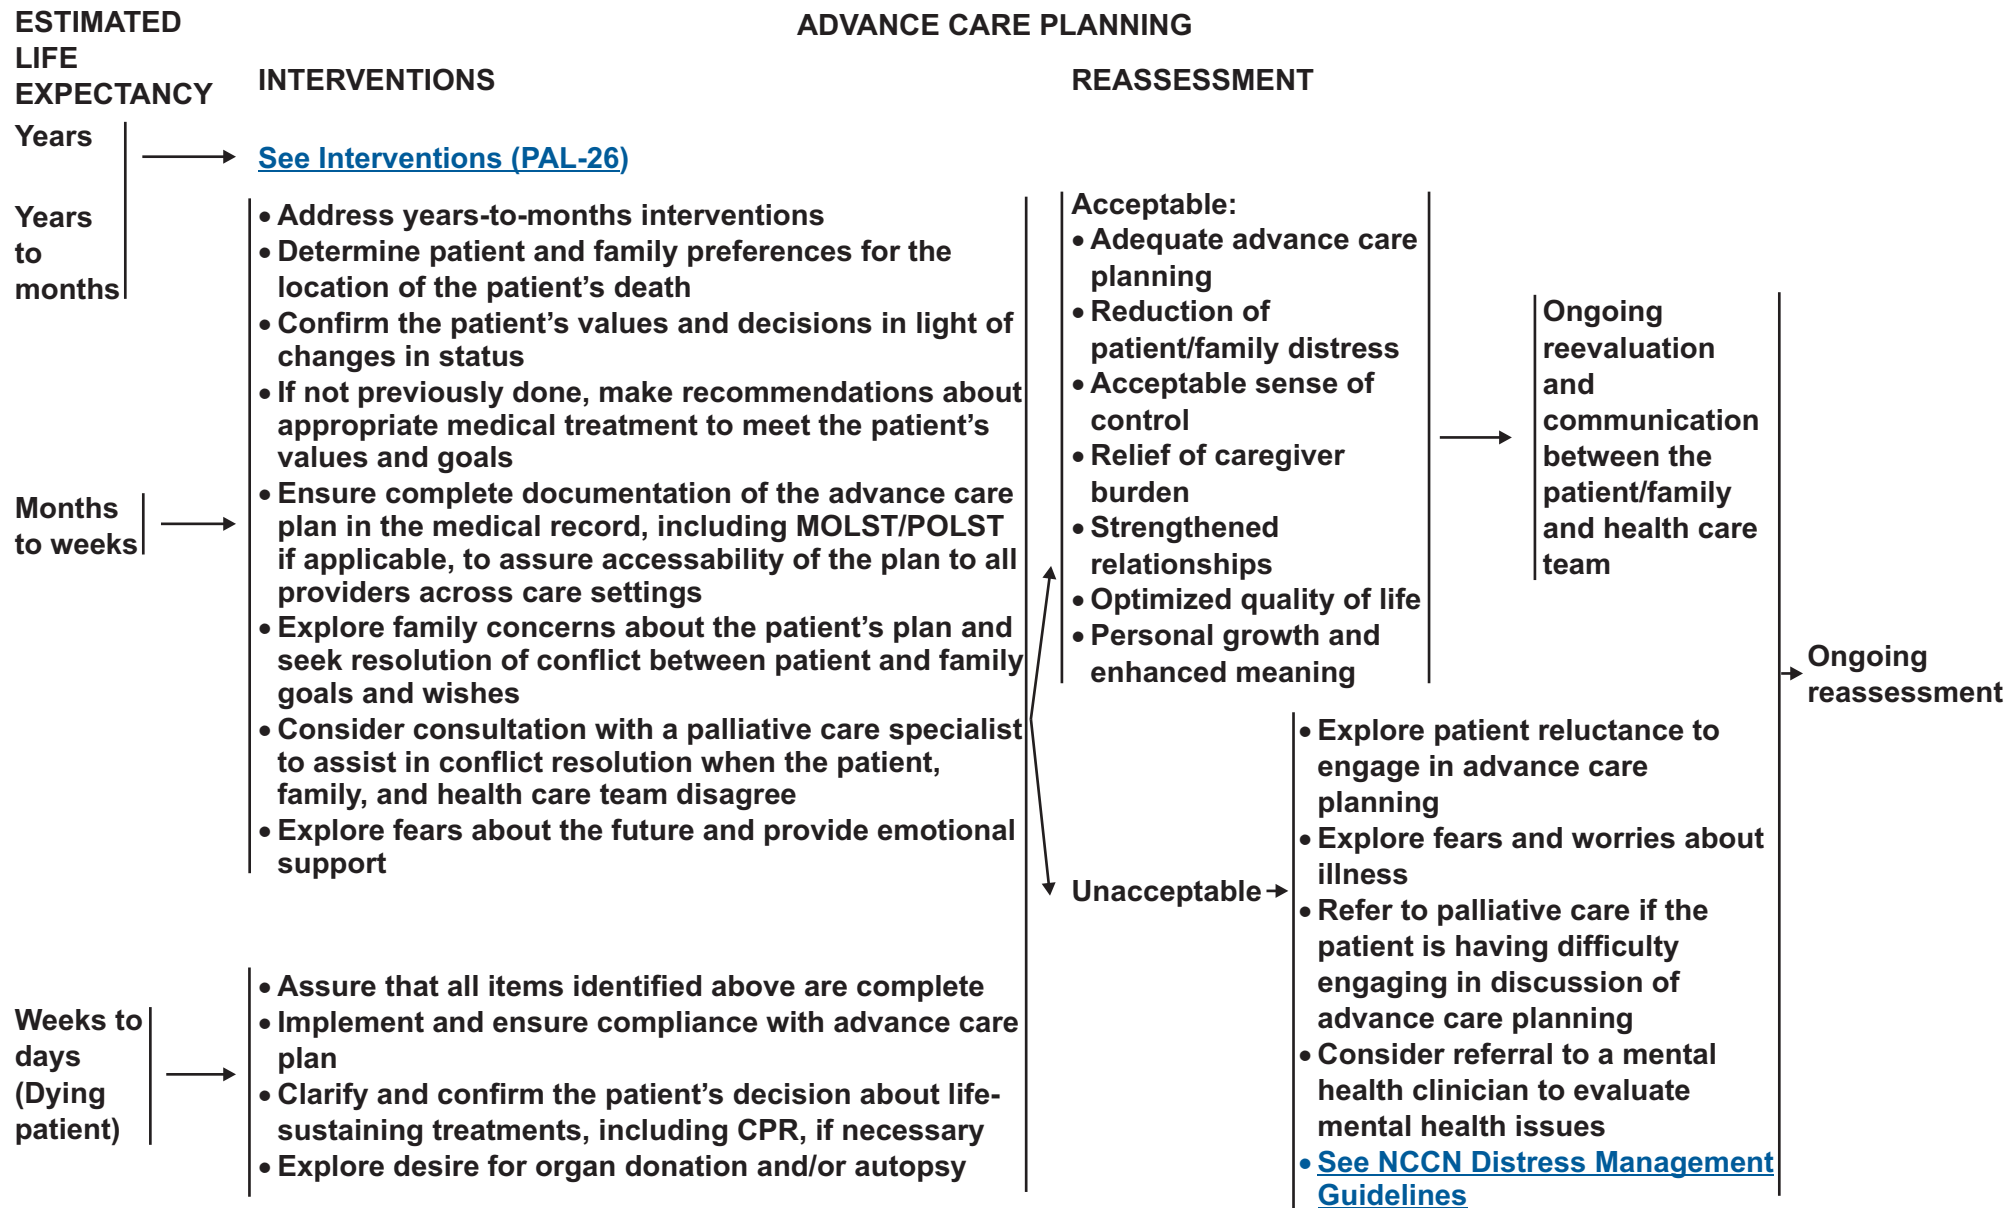 ADVANCE CARE PLANNING
ESTIMATED
LIFE
EXPECTANCY
INTERVENTIONS
REASSESSMENT
Years
See Interventions (PAL-26)
Years
to
months
• Address years-to-months interventions
• Determine patient and family preferences for the
location of the patient’s death
• Confirm the patient’s values and decisions in light of
changes in status
• If not previously done, make recommendations about
appropriate medical treatment to meet the patient’s
values and goals
Months
to weeks
• Ensure complete documentation of the advance care
plan in the medical record, including MOLST/POLST
if applicable, to assure accessability of the plan to all
providers across care settings
• Explore family concerns about the patient’s plan and
seek resolution of conflict between patient and family
goals and wishes
• Consider consultation with a palliative care specialist
to assist in conflict resolution when the patient,
family, and health care team disagree
• Explore fears about the future and provide emotional
support
Weeks to
days
(Dying
patient)
• Assure that all items identified above are complete
• Implement and ensure compliance with advance care
plan
• Clarify and confirm the patient’s decision about life-
sustaining treatments, including CPR, if necessary
• Explore desire for organ donation and/or autopsy
Acceptable:
• Adequate advance care
planning
• Reduction of
patient/family distress
• Acceptable sense of
control
• Relief of caregiver
burden
• Strengthened
relationships
• Optimized quality of life
• Personal growth and
enhanced meaning
Ongoing
reevaluation
and
communication
between the
patient/family
and health care
team
Unacceptable
• Explore patient reluctance to
engage in advance care
planning
• Explore fears and worries about
illness
• Refer to palliative care if the
patient is having difficulty
engaging in discussion of
advance care planning
• Consider referral to a mental
health clinician to evaluate
mental health issues
• See NCCN Distress Management
Guidelines
Ongoing
reassessment